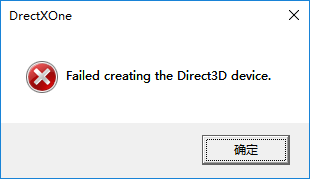 DirectXOne
Failed creating the Direct3D device.
确定